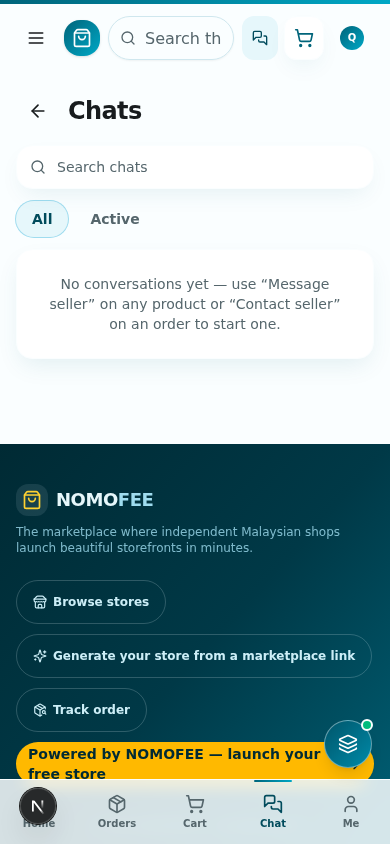 Search th
Q
Chats
Search chats
All
Active
No conversations yet — use “Message
seller” on any product or “Contact seller”
on an order to start one.
NOMOFEE
The marketplace where independent Malaysian shops
launch beautiful storefronts in minutes.
Browse stores
Generate your store from a marketplace link
Track order
Powered by NOMOFEE — launch your
free store
N
Home
Orders
Cart
Chat
Me